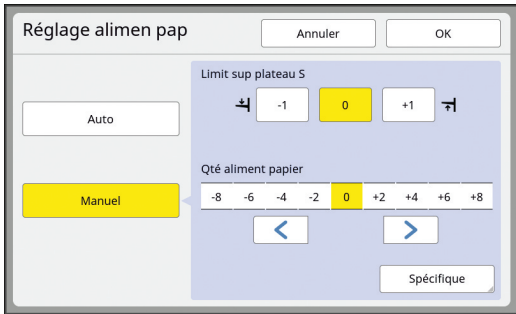 Réglage alimen pap
Annuler
OK
Limit sup plateau S
-1
0
+1
Auto
Qté aliment papier
Manuel
-8 -6 -4 -2 0 +2 +4 +6 +8
Spécifique